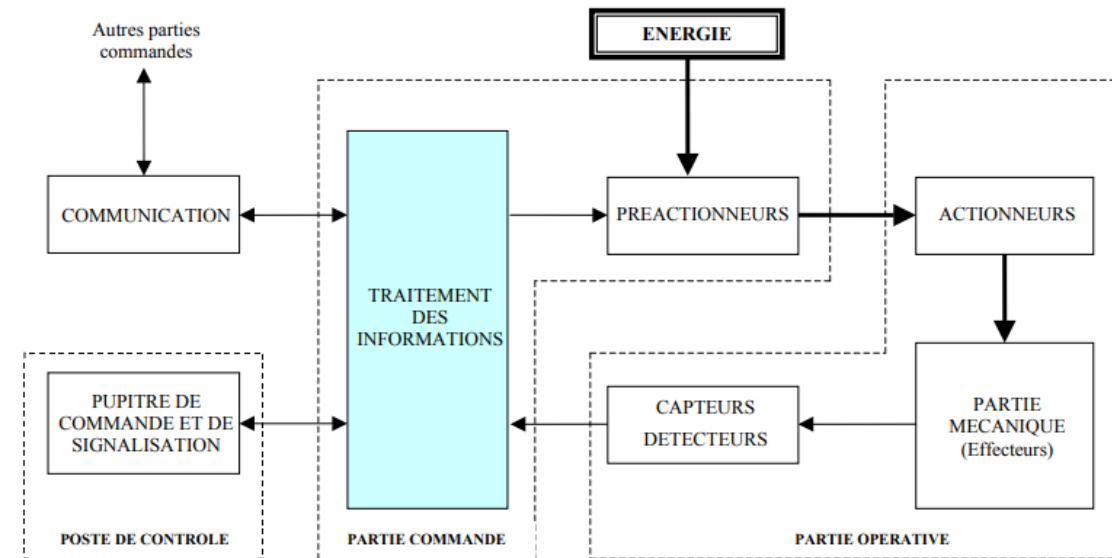 Autres parties
commandes
ENERGIE
COMMUNICATION
PREACTIONNEURS
ACTIONNEURS
TRAITEMENT
DES
INFORMATIONS
PUPITRE DE
COMMANDE ET DE
SIGNALISATION
CAPTEURS
DETECTEURS
PARTIE
MECANIQUE
(Effecteurs)
POSTE DE CONTROLE
PARTIE COMMANDE
PARTIE OPERATIVE